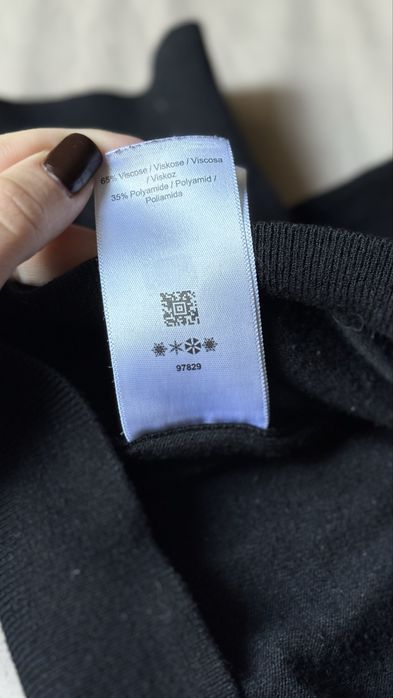 65% Viscose / Viskose / Viscosa
/ Viskoz
35% Polyamide / Polyamid /
Poliamida
97829